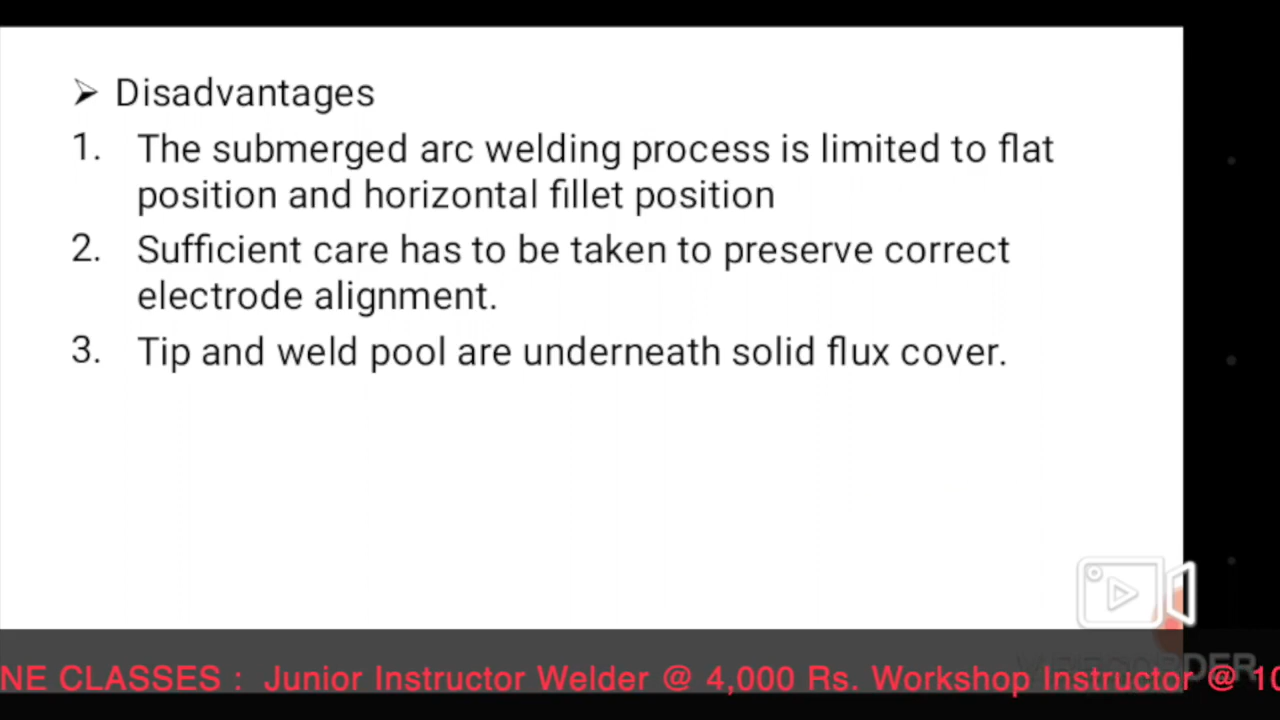 ➢ Disadvantages
1. The submerged arc welding process is limited to flat
position and horizontal fillet position
2. Sufficient care has to be taken to preserve correct
electrode alignment.
3. Tip and weld pool are underneath solid flux cover.
NE CLASSES : Junior Instructor Welder @ 4,000 Rs. Workshop Instructor @ 10